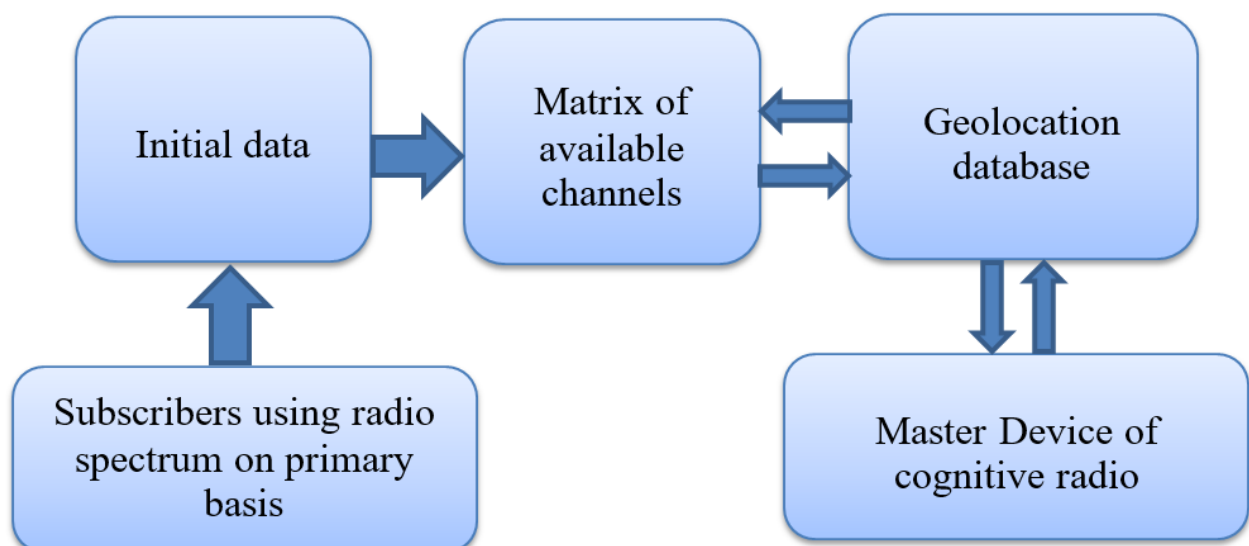 Initial data
Matrix of
available
channels
Geolocation
database
Subscribers using radio
spectrum on primary
basis
Master Device of
cognitive radio